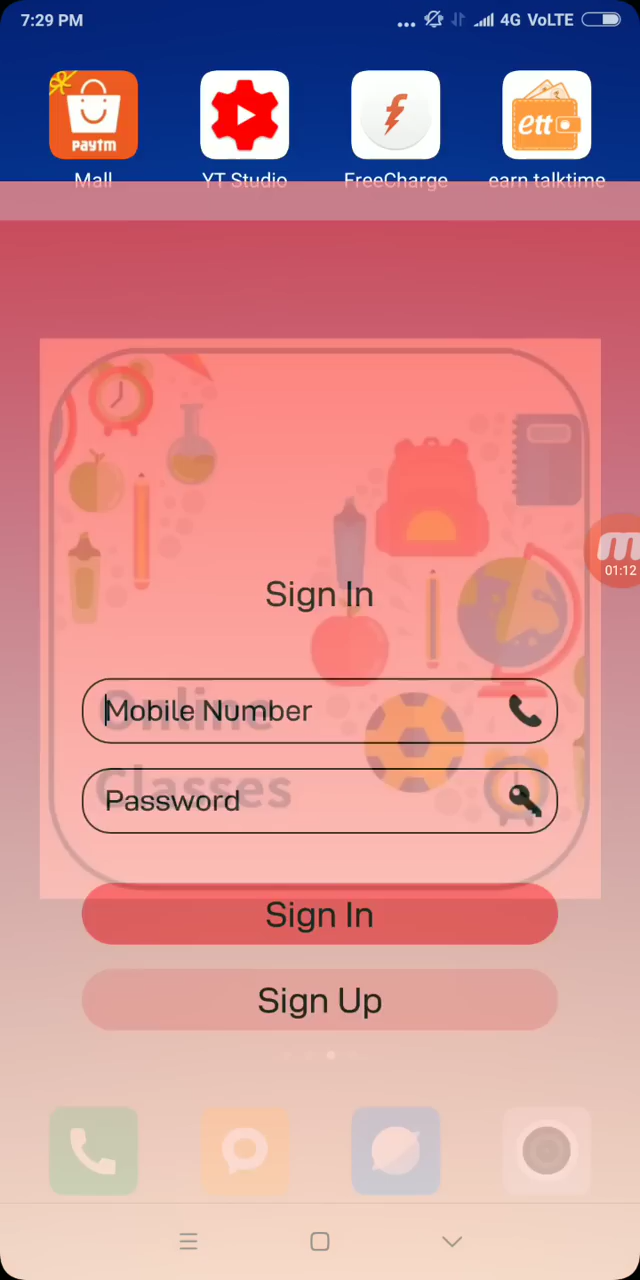 7:29 PM
4G VoLTE
paytm
ett
Mall
YT Studio
FreeCharge
earn talktime
01:12
Sign In
Online
Mobile Number
Classes
Password
Sign In
Sign Up